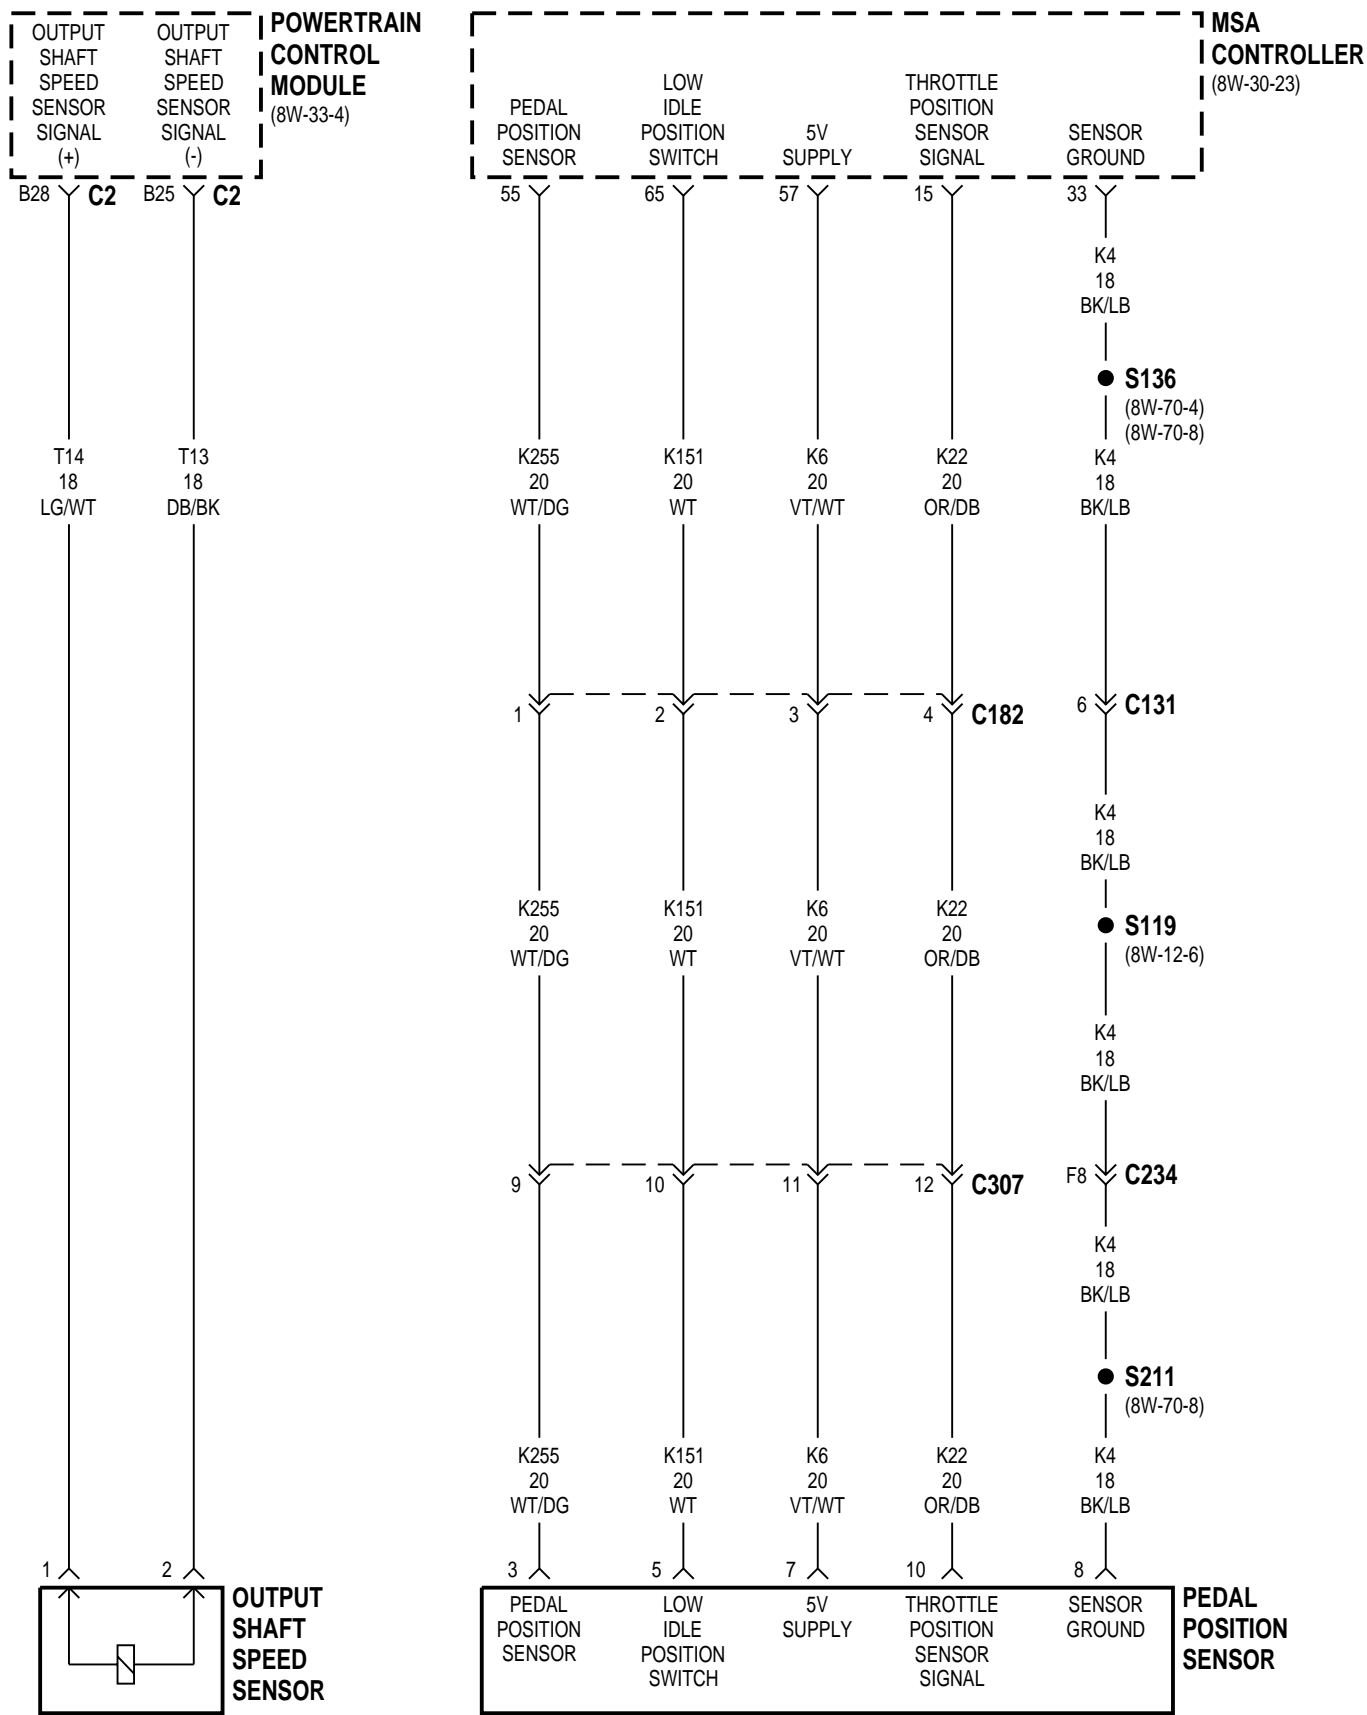 OUTPUT
SHAFT
SPEED
SENSOR
SIGNAL
(+)
OUTPUT
SHAFT
SPEED
SENSOR
SIGNAL
(-)
POWERTRAIN
CONTROL
MODULE
(8W-33-4)
PEDAL
POSITION
SENSOR
LOW
IDLE
POSITION
SWITCH
5V
SUPPLY
THROTTLE
POSITION
SENSOR
SIGNAL
SENSOR
GROUND
MSA
CONTROLLER
(8W-30-23)
B28 C2 B25 C2 55 65 57 15 33
K4
18
BK/LB
S136
(8W-70-4)
(8W-70-8)
T14 T13 K255 K151 K6 K22 K4
18 18 20 20 20 20 18
LG/WT DB/BK WT/DG WT VT/WT OR/DB BK/LB
1 2 3 4 C182 6 C131
K4
18
BK/LB
K255 K151 K6 K22
20 20 20 20
WT/DG WT VT/WT OR/DB
S119
(8W-12-6)
K4
18
BK/LB
9 10 11 12 C307 F8 C234
K4
18
BK/LB
S211
(8W-70-8)
K255 K151 K6 K22 K4
20 20 20 20 18
WT/DG WT VT/WT OR/DB BK/LB
1 2 3 5 7 10 8
OUTPUT
SHAFT
SPEED
SENSOR
PEDAL
POSITION
SENSOR
LOW
IDLE
POSITION
SWITCH
5V
SUPPLY
THROTTLE
POSITION
SENSOR
SIGNAL
SENSOR
GROUND
PEDAL
POSITION
SENSOR